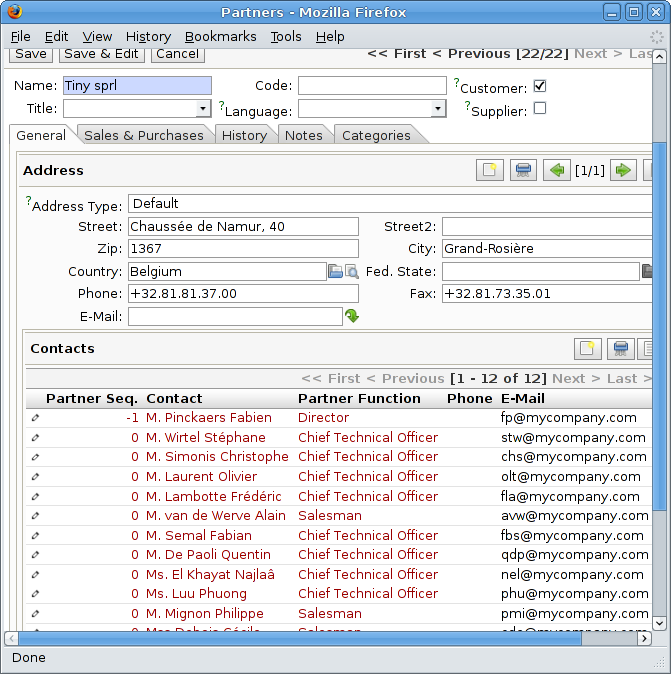 Partners - Mozilla Firefox
File Edit View History Bookmarks Tools Help
Save Save & Edit Cancel << First < Previous [22/22] Next > Las
Name: Tiny sprl Code: ?Customer:
Title: ?Language: ?Supplier:
General Sales & Purchases History Notes Categories
Address [1/1]
?Address Type: Default
Street: Chaussée de Namur, 40 Street2:
Zip: 1367 City: Grand-Rosière
Country: Belgium Fed. State:
Phone: +32.81.81.37.00 Fax: +32.81.73.35.01
E-Mail:
Contacts
<< First < Previous [1 - 12 of 12] Next > Last >
Partner Seq. Contact Partner Function Phone E-Mail
-1 M. Pinckaers Fabien Director fp@mycompany.com
0 M. Wirtel Stéphane Chief Technical Officer stw@mycompany.com
0 M. Simonis Christophe Chief Technical Officer chs@mycompany.com
0 M. Laurent Olivier Chief Technical Officer olt@mycompany.com
0 M. Lambotte Frédéric Chief Technical Officer fla@mycompany.com
0 M. van de Werve Alain Salesman avw@mycompany.com
0 M. Semal Fabian Chief Technical Officer fbs@mycompany.com
0 M. De Paoli Quentin Chief Technical Officer qdp@mycompany.com
0 Ms. El Khayat Najlaâ Chief Technical Officer nel@mycompany.com
0 Ms. Luu Phuong Chief Technical Officer phu@mycompany.com
0 M. Mignon Philippe Salesman pmi@mycompany.com
0 Salesman
Done